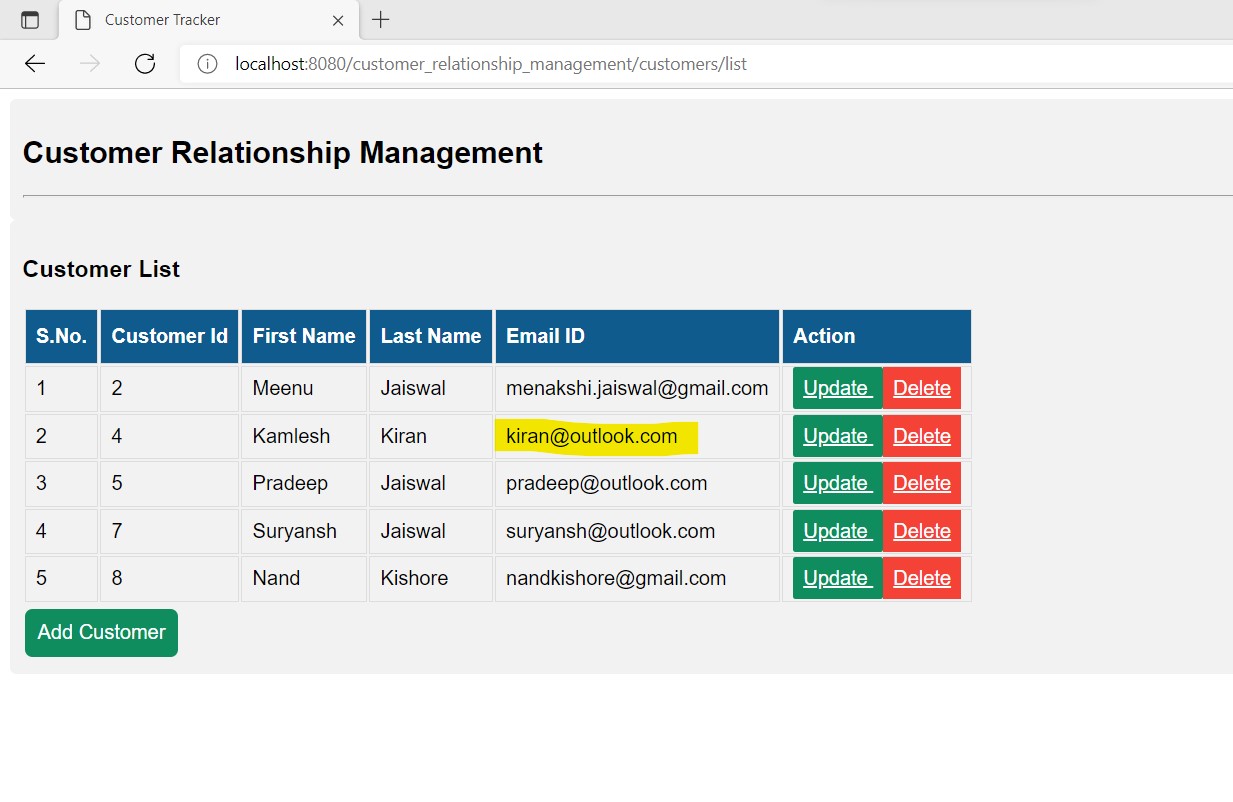 Customer Tracker
localhost:8080/customer_relationship_management/customers/list
Customer Relationship Management
Customer List
S.No. Customer Id First Name Last Name Email ID Action
1 2 Meenu Jaiswal menakshi.jaiswal@gmail.com Update Delete
2 4 Kamlesh Kiran kiran@outlook.com Update Delete
3 5 Pradeep Jaiswal pradeep@outlook.com Update Delete
4 7 Suryansh Jaiswal suryansh@outlook.com Update Delete
5 8 Nand Kishore nandkishore@gmail.com Update Delete
Add Customer